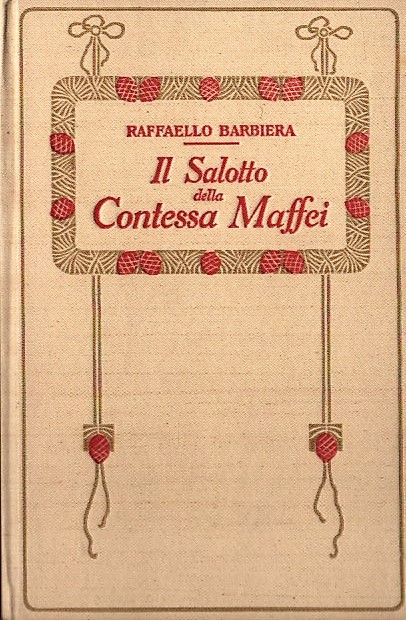 RAFFAELLO BARBIERA
Il Salotto
della
Contessa Maffei